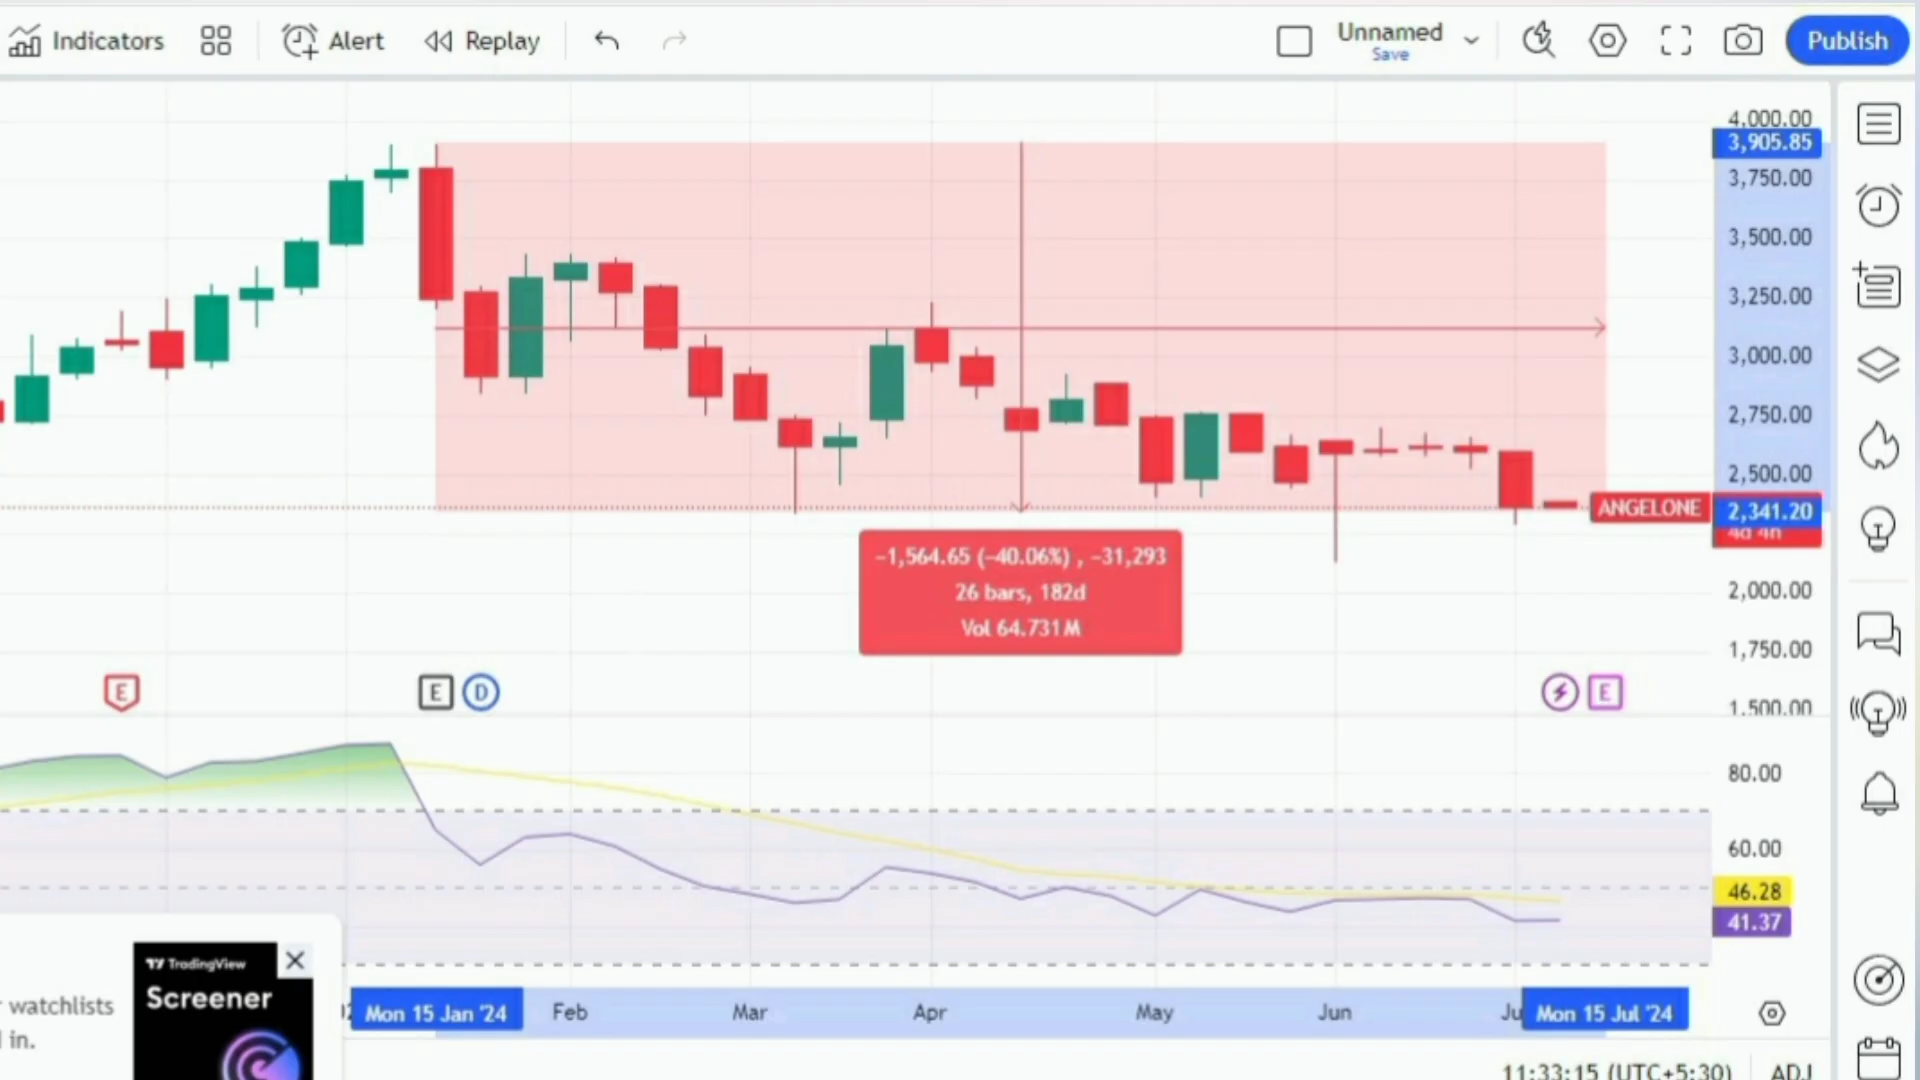 Indicators
Alert
Replay
Unnamed
Save
Publish
4,000.00
3,905.85
3,750.00
3,500.00
3,250.00
3,000.00
2,750.00
2,500.00
ANGELONE
2,341.20
4d 4h
2,000.00
1,750.00
1,500.00
−1,564.65 (−40.06%) , −31,293
26 bars, 182d
Vol 64.731M
E
E
D
E
80.00
60.00
46.28
41.37
TradingView
Screener
watchlists
in.
Mon 15 Jan '24
Feb
Mar
Apr
May
Jun
Mon 15 Jul '24
11:33:15 (UTC+5:30)
ADJ